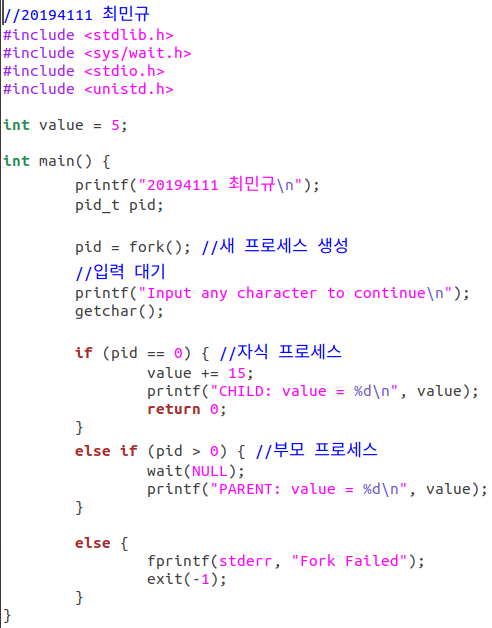 //20194111 최민규
#include <stdlib.h>
#include <sys/wait.h>
#include <stdio.h>
#include <unistd.h>

int value = 5;

int main() {
        printf("20194111 최민규\n");
        pid_t pid;

        pid = fork(); //새 프로세스 생성
        //입력 대기
        printf("Input any character to continue\n");
        getchar();

        if (pid == 0) { //자식 프로세스
                value += 15;
                printf("CHILD: value = %d\n", value);
                return 0;
        }
        else if (pid > 0) { //부모 프로세스
                wait(NULL);
                printf("PARENT: value = %d\n", value);
        }

        else {
                fprintf(stderr, "Fork Failed");
                exit(-1);
        }
}